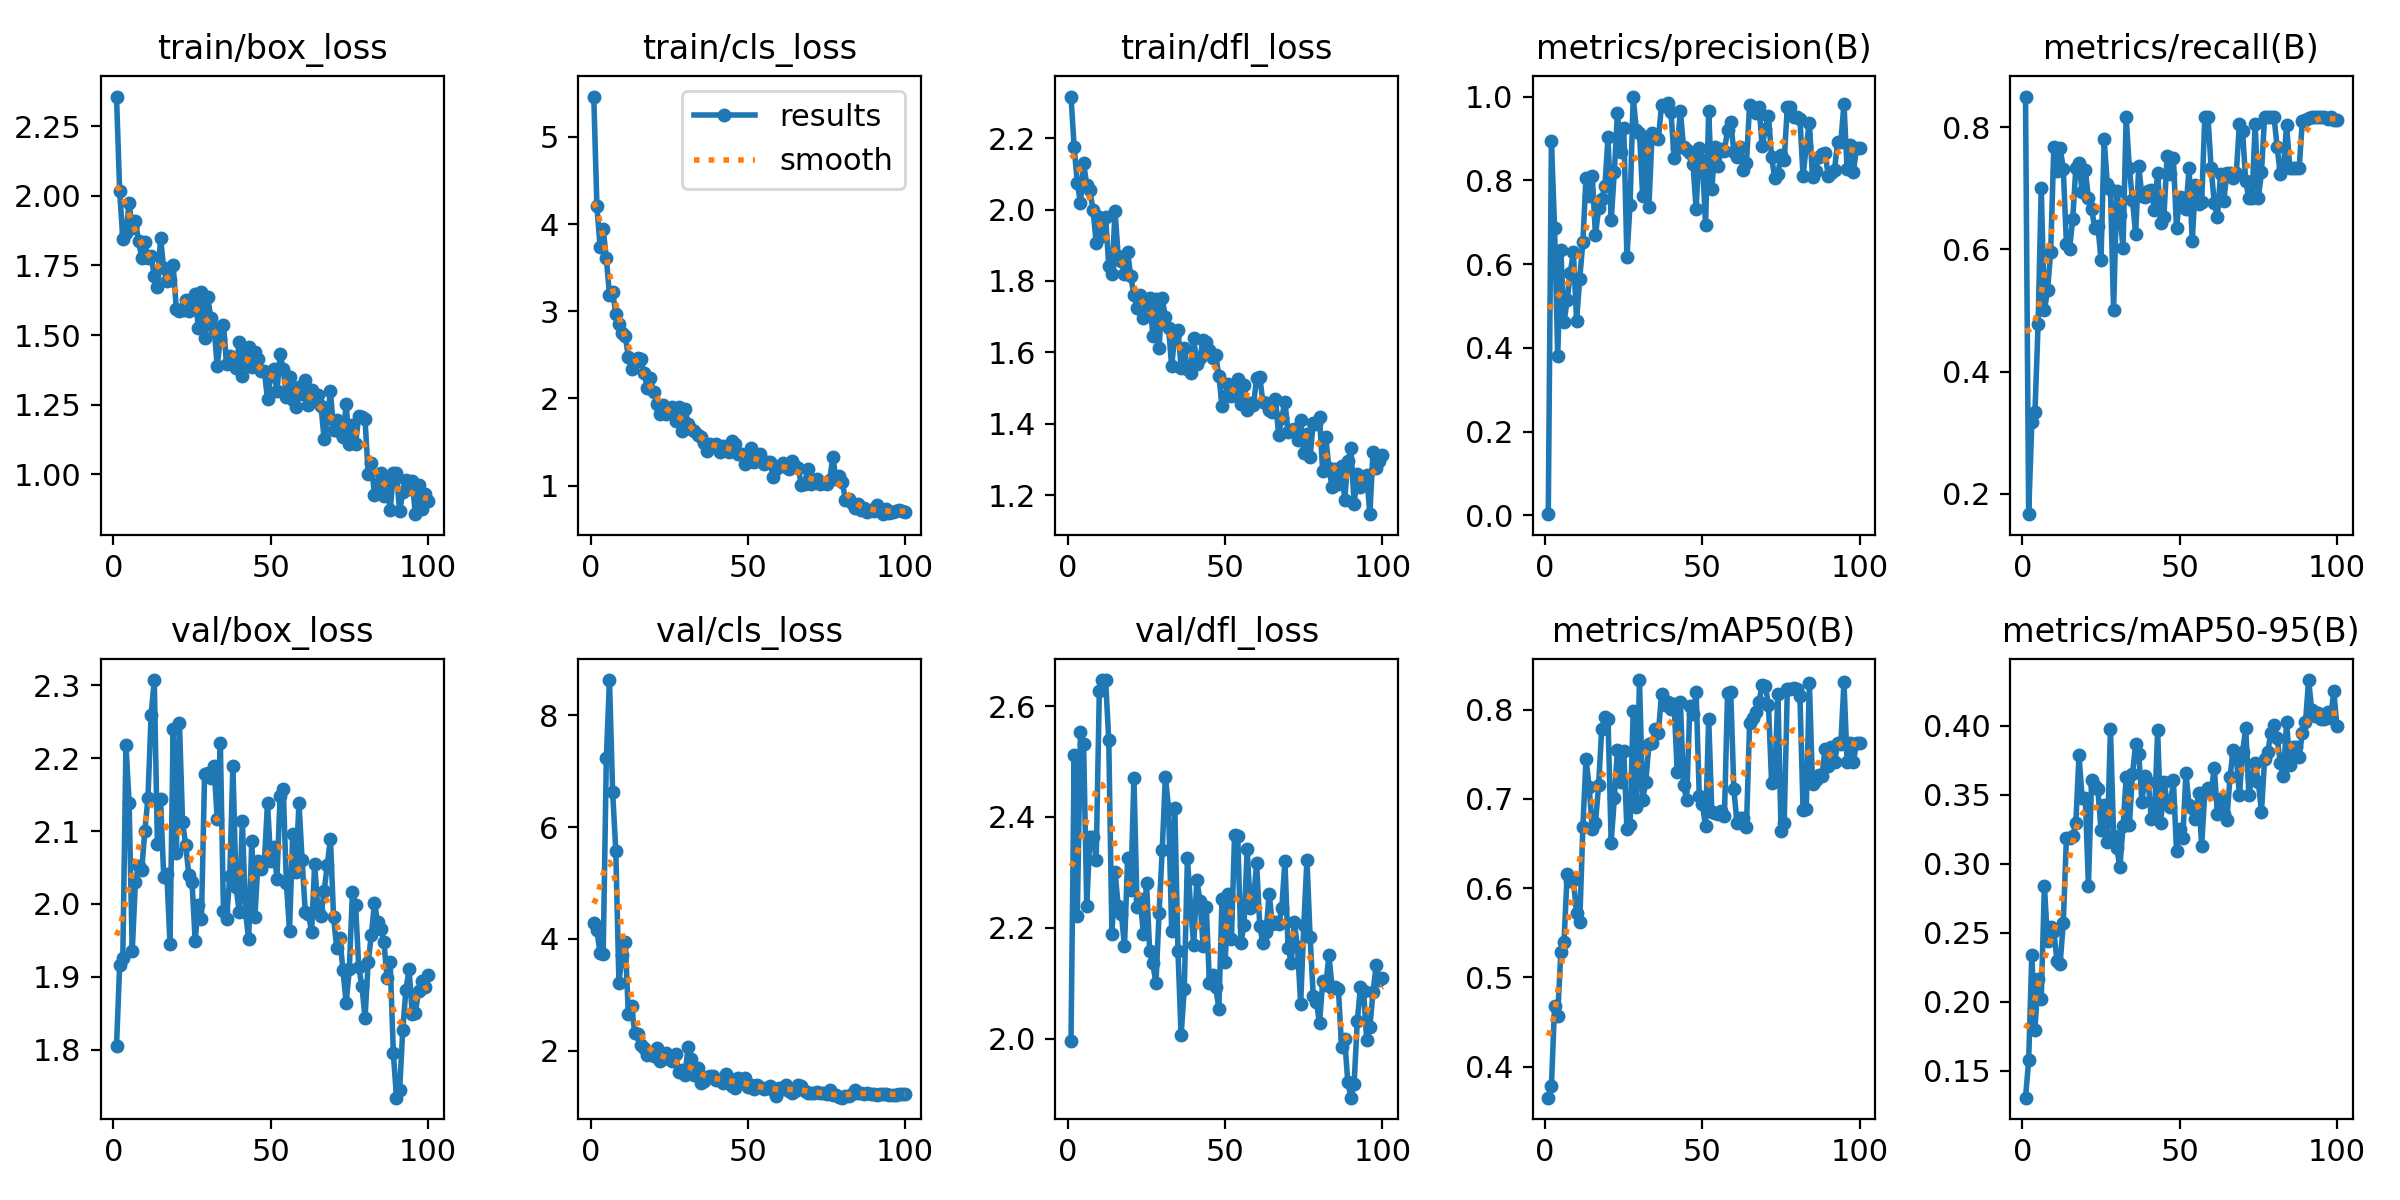 train/box_loss
2.25
2.00
1.75
1.50
1.25
1.00
0 50 100
train/cls_loss
results
smooth
5
4
3
2
1
0 50 100
train/dfl_loss
2.2
2.0
1.8
1.6
1.4
1.2
0 50 100
metrics/precision(B)
1.0
0.8
0.6
0.4
0.2
0.0
0 50 100
metrics/recall(B)
0.8
0.6
0.4
0.2
0 50 100
val/box_loss
2.3
2.2
2.1
2.0
1.9
1.8
0 50 100
val/cls_loss
8
6
4
2
0 50 100
val/dfl_loss
2.6
2.4
2.2
2.0
0 50 100
metrics/mAP50(B)
0.8
0.7
0.6
0.5
0.4
0 50 100
metrics/mAP50-95(B)
0.40
0.35
0.30
0.25
0.20
0.15
0 50 100